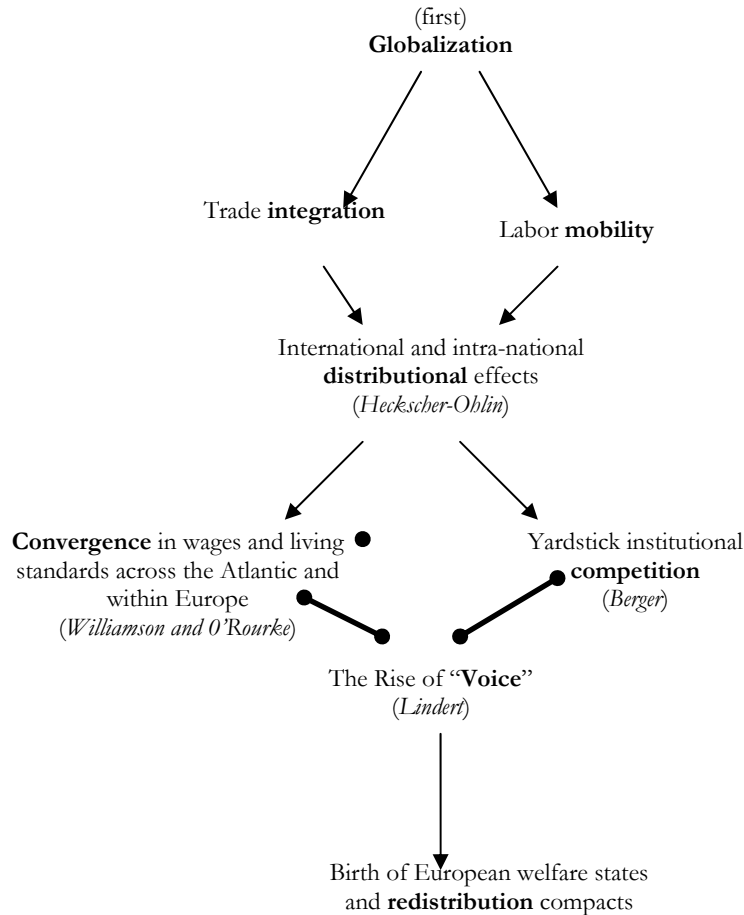 (first)
Globalization
Trade integration
Labor mobility
International and intra-national
distributional effects
(Heckscher-Ohlin)
Convergence in wages and living
standards across the Atlantic and
within Europe
(Williamson and 0’Rourke)
Yardstick institutional
competition
(Berger)
The Rise of “Voice”
(Lindert)
Birth of European welfare states
and redistribution compacts